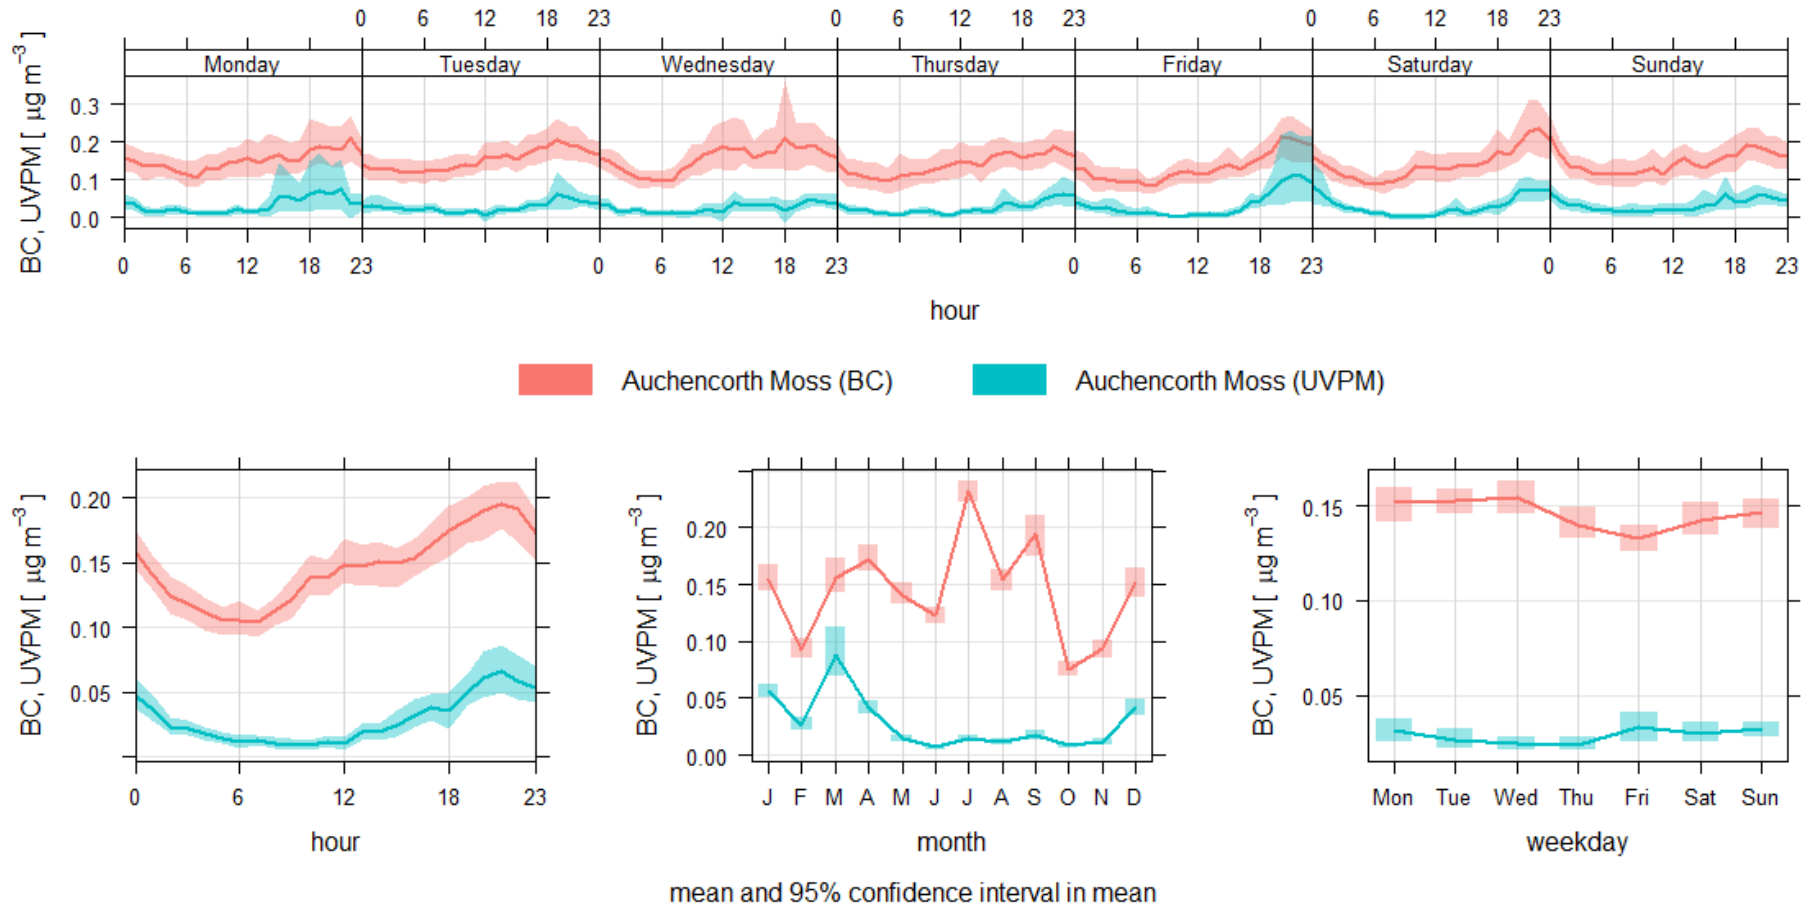 0 6 12 18 23 0 6 12 18 23 0 6 12 18 23
Monday Tuesday Wednesday Thursday Friday Saturday Sunday
BC, UVPM [ µg m⁻³ ]
0.3
0.2
0.1
0.0
0 6 12 18 23 0 6 12 18 23 0 6 12 18 23 0 6 12 18 23
hour
Auchencorth Moss (BC) Auchencorth Moss (UVPM)
BC, UVPM [ µg m⁻³ ]
0.20
0.15
0.10
0.05
0 6 12 18 23
hour
BC, UVPM [ µg m⁻³ ]
0.20
0.15
0.10
0.05
0.00
J F M A M J J A S O N D
month
BC, UVPM [ µg m⁻³ ]
0.15
0.10
0.05
Mon Tue Wed Thu Fri Sat Sun
weekday
mean and 95% confidence interval in mean